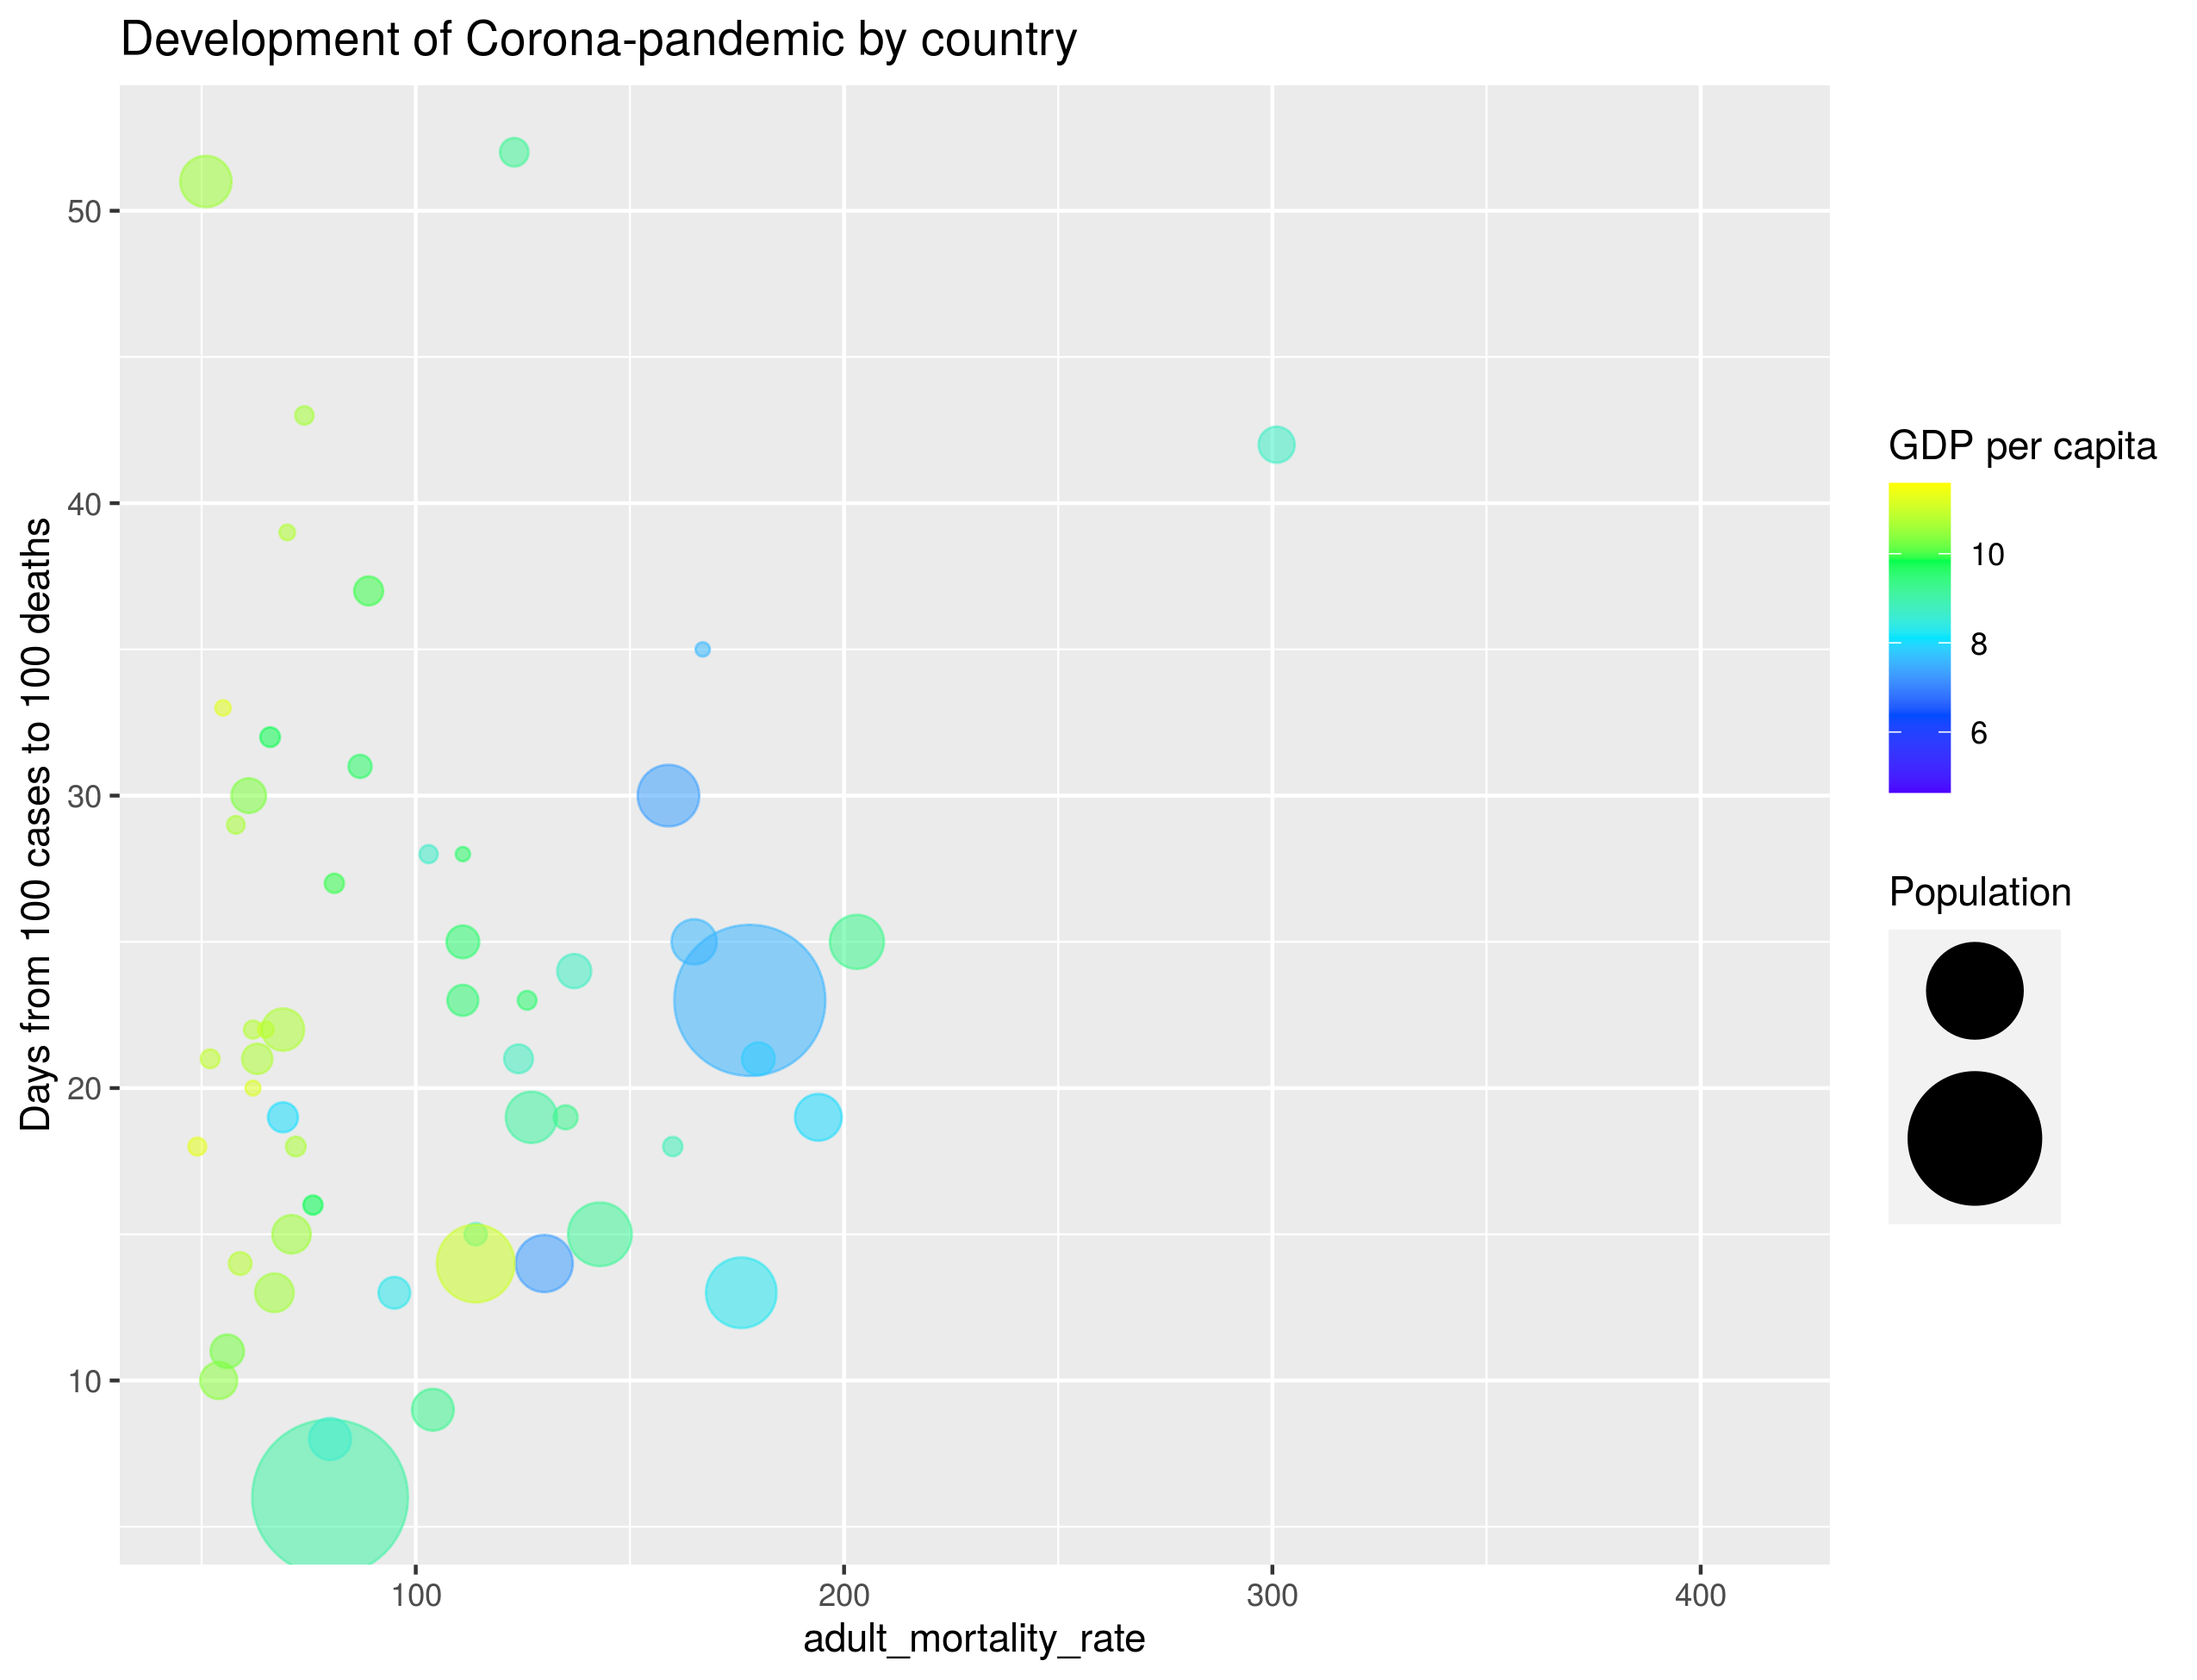 Development of Corona-pandemic by country
Days from 100 cases to 100 deaths
50
40
30
20
10
100
200
300
400
adult_mortality_rate
GDP per capita
10
8
6
Population